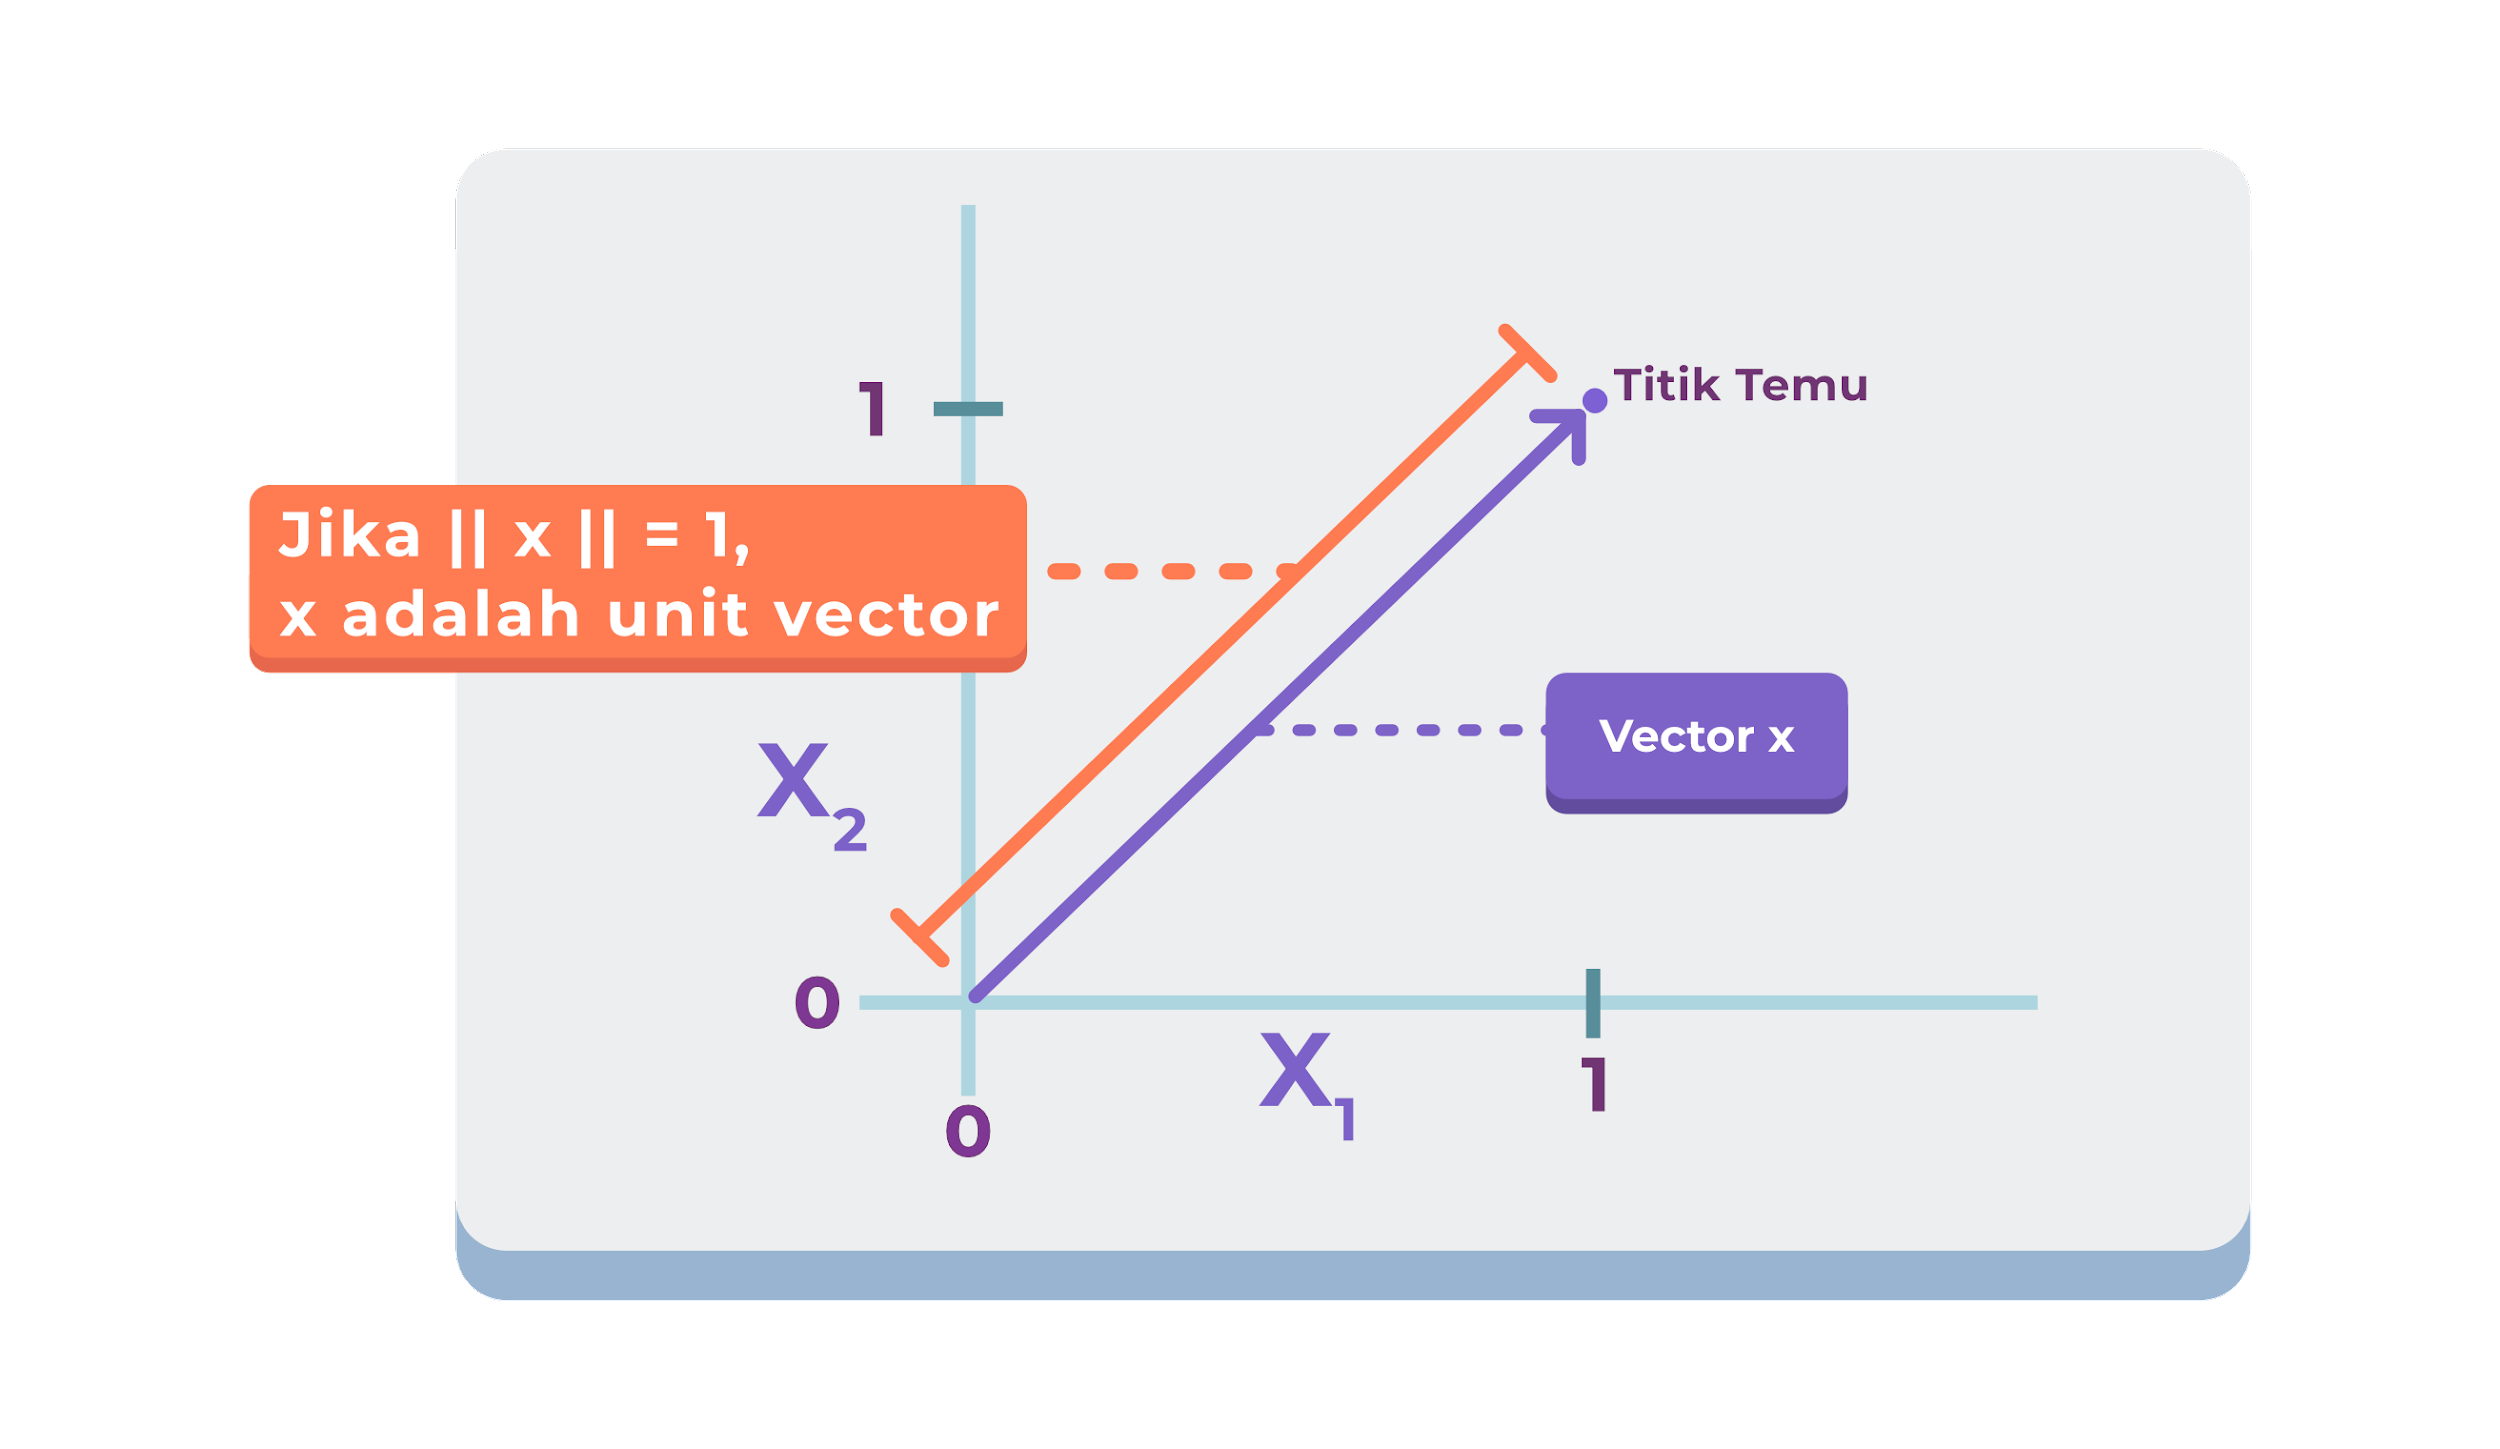 1
Titik Temu
Jika || x || = 1,
x adalah unit vector
Vector x
X₂
0
X₁
1
0